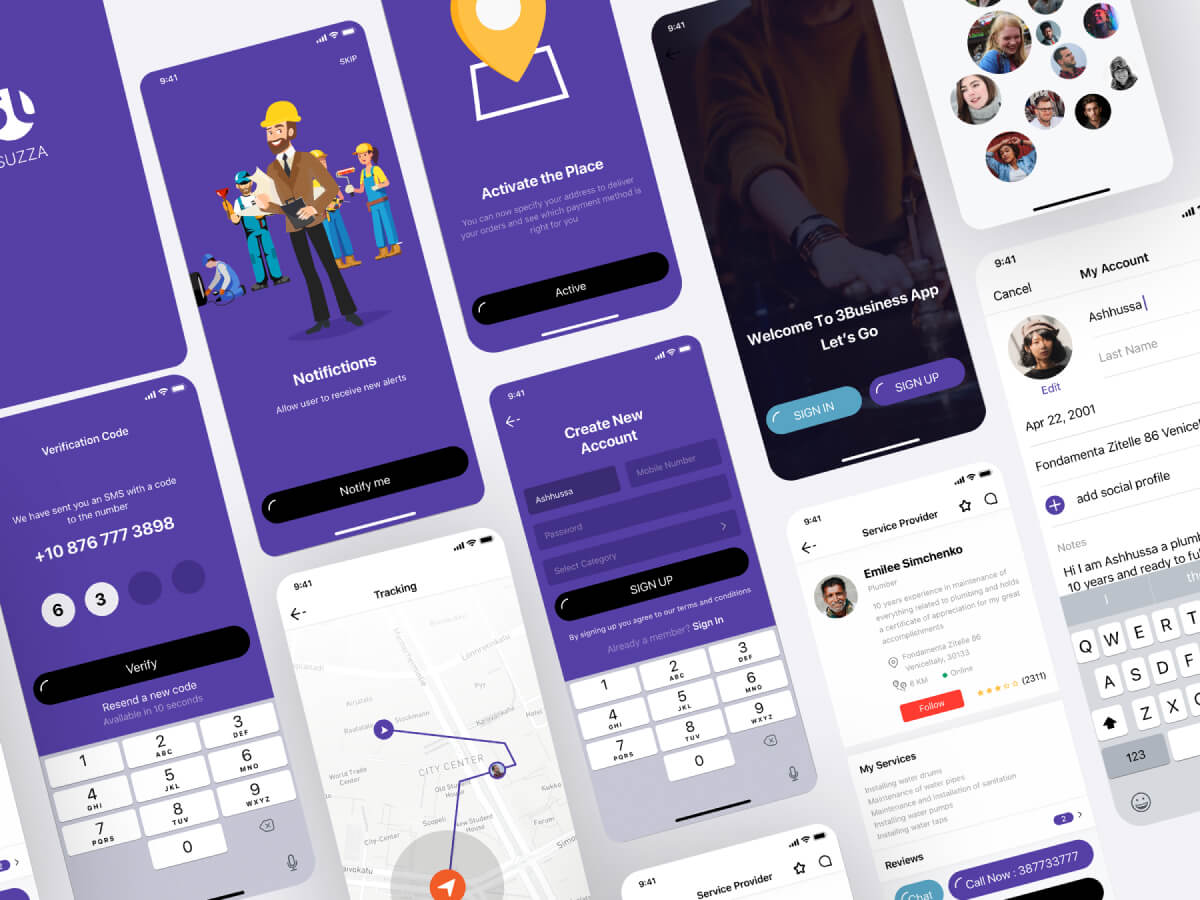 SUZZA
9:41
SKIP
Notifictions
Allow user to receive new alerts
Notify me
Activate the Place
You can now specify your address to deliver
your orders and see which payment method is
right for you
Active
9:41
Welcome To 3Business App
Let's Go
SIGN IN
SIGN UP
9:41
Cancel
My Account
Ashhussa
Last Name
Edit
Apr 22, 2001
Fondamenta Zitelle 86 Venicel
add social profile
Notes
Hi I am Ashhussa a plumb
10 years and ready to ful
I
the
Q W E R T
A S D F
Z X C
123
Verification Code
We have sent you an SMS with a code
to the number
+10 876 777 3898
6 3
Verify
Resend a new code
Available in 10 seconds
1
2 ABC
3 DEF
4 GHI
5 JKL
6 MNO
7 PQRS
8 TUV
9 WXYZ
0
9:41
Tracking
Stockmann
CITY CENTER
World Trade
Center
Old Student
House
New Student
House
City-Center
Scopeli
Forum
Kukko
Hotel
9:41
Create New
Account
Ashhussa
Mobile Number
Password
Select Category
SIGN UP
By signing up you agree to our terms and conditions
Already a member? Sign In
1
2 ABC
3 DEF
4 GHI
5 JKL
6 MNO
7 PQRS
8 TUV
9 WXYZ
0
9:41
Service Provider
Emilee Simchenko
Plumber
10 years experience in maintenance of
everything related to plumbing and holds
a certificate of appreciation for my great
accomplishments
Fondamenta Zitelle 86
VeniceItaly, 30133
6 KM
Online
(2311)
Follow
My Services
Installing water drums
Maintenance of water pipes
Maintenance and installation of sanitation
Installing water pumps
Installing water taps
2
Reviews
Chat
Call Now : 387733777
9:41
Service Provider